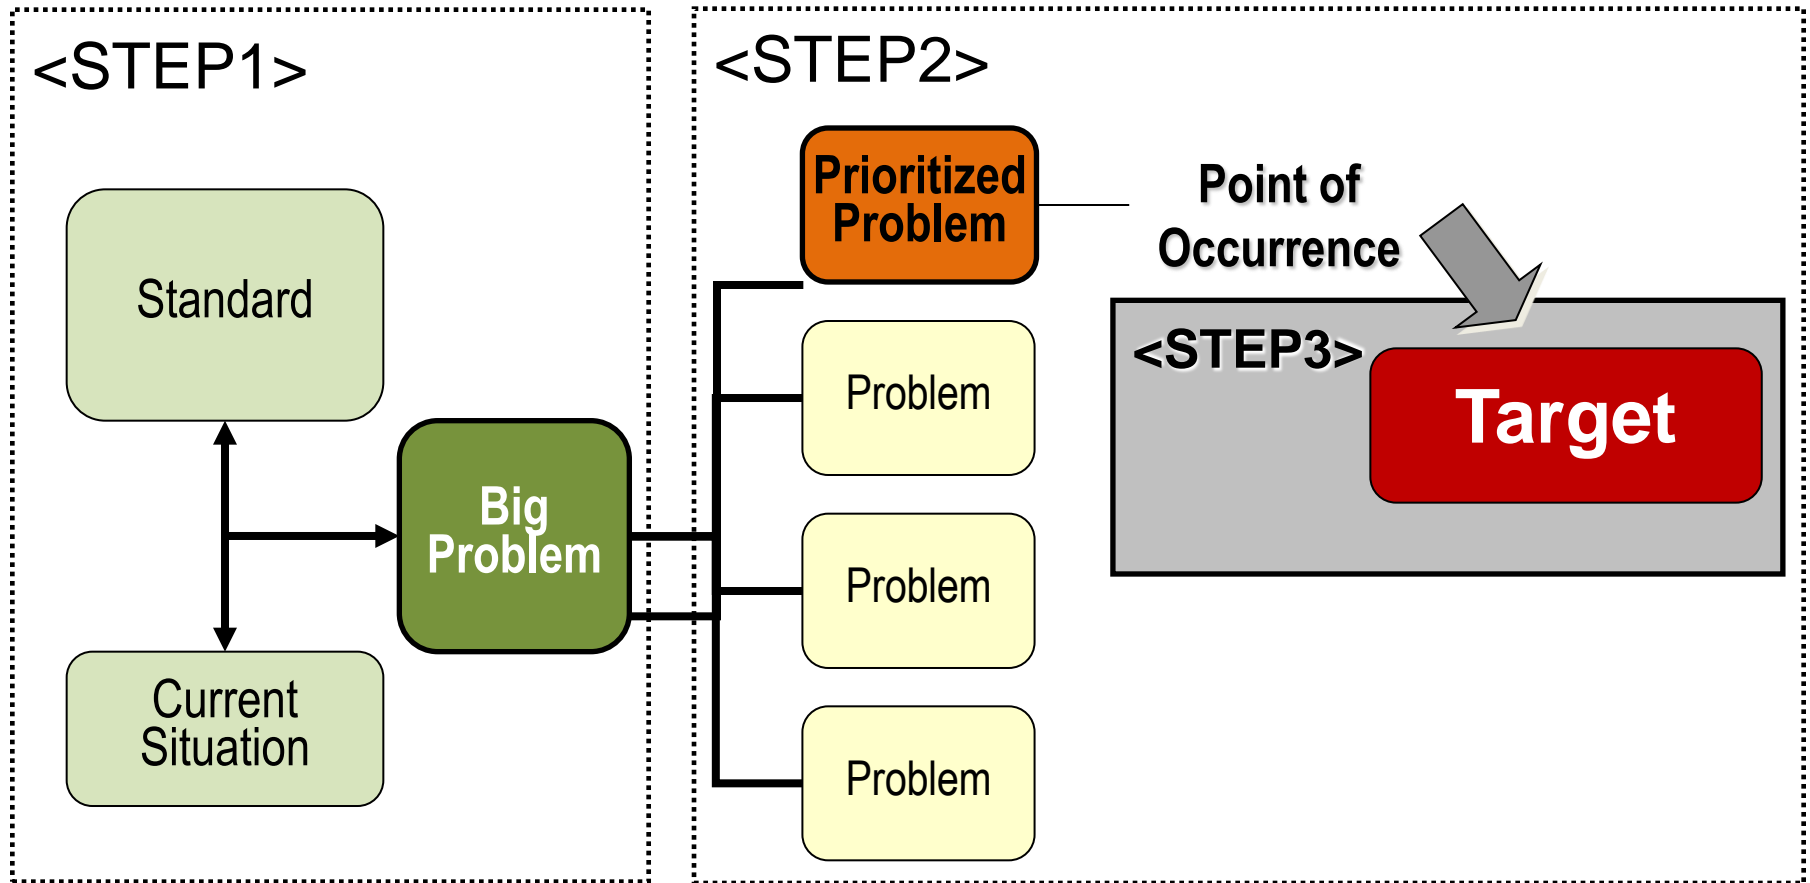 <STEP1>
Standard
Current
Situation
Big
Problem
<STEP2>
Prioritized
Problem
Problem
Problem
Problem
Point of
Occurrence
<STEP3>
Target